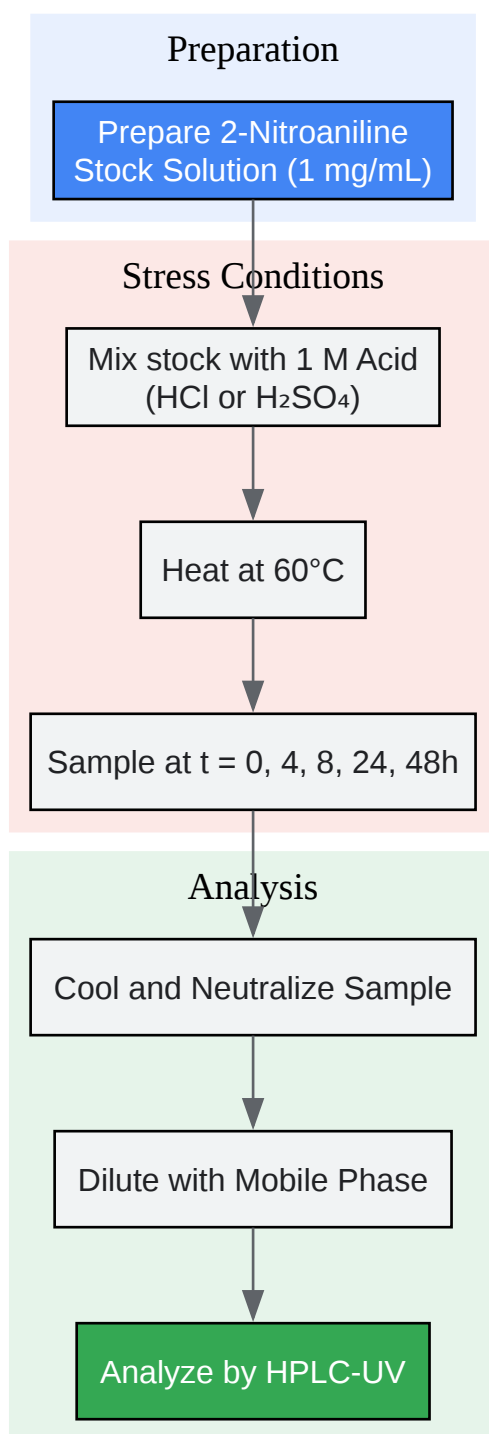 Preparation
Prepare 2-Nitroaniline
Stock Solution (1 mg/mL)
Stress Conditions
Mix stock with 1 M Acid
(HCl or H₂SO₄)
Heat at 60°C
Sample at t = 0, 4, 8, 24, 48h
Analysis
Cool and Neutralize Sample
Dilute with Mobile Phase
Analyze by HPLC-UV